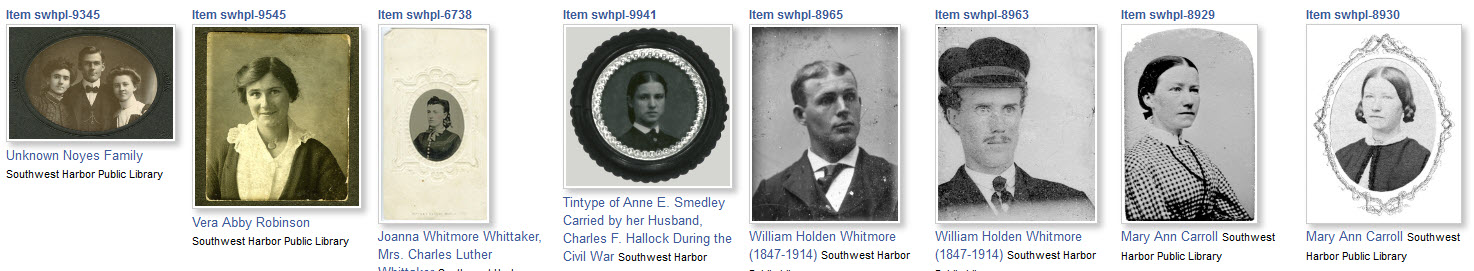 Item swhpl-9345
Unknown Noyes Family
Southwest Harbor Public Library
Item swhpl-9545
Vera Abby Robinson
Southwest Harbor Public Library
Item swhpl-6738
Joanna Whitmore Whittaker,
Mrs. Charles Luther
Item swhpl-9941
Tintype of Anne E. Smedley
Carried by her Husband,
Charles F. Hallock During the
Civil War Southwest Harbor
Item swhpl-8965
William Holden Whitmore
(1847-1914) Southwest Harbor
Item swhpl-8963
William Holden Whitmore
(1847-1914) Southwest Harbor
Item swhpl-8929
Mary Ann Carroll Southwest
Harbor Public Library
Item swhpl-8930
Mary Ann Carroll Southwest
Harbor Public Library